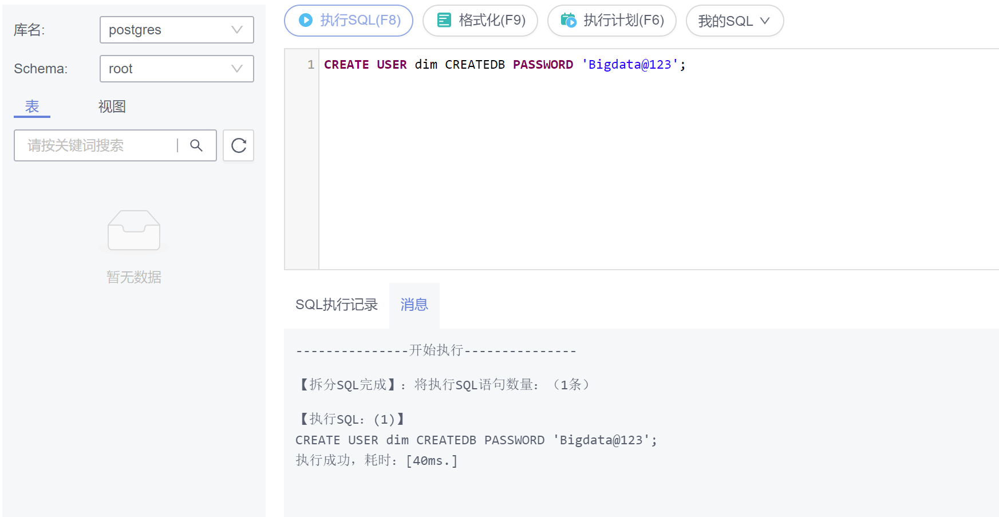 库名:
postgres
Schema:
root
表
视图
请按关键词搜索
暂无数据
执行SQL(F8)
格式化(F9)
执行计划(F6)
我的SQL
1
CREATE USER dim CREATEDB PASSWORD 'Bigdata@123';
SQL执行记录
消息
---------------开始执行---------------
【拆分SQL完成】：将执行SQL语句数量：（1条）
【执行SQL：(1)】
CREATE USER dim CREATEDB PASSWORD 'Bigdata@123';
执行成功，耗时：[40ms.]